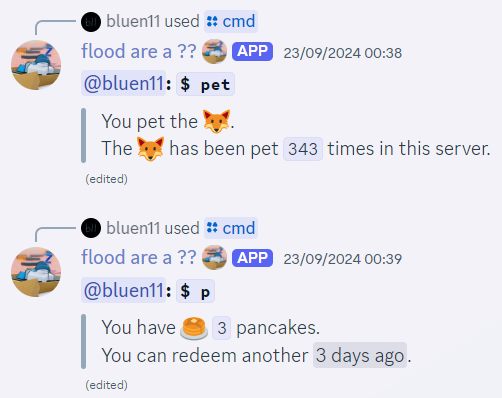 bluen11 used cmd
flood are a ?? APP 23/09/2024 00:38
@bluen11: $ pet
You pet the 🦊.
The 🦊 has been pet 343 times in this server.
(edited)
bluen11 used cmd
flood are a ?? APP 23/09/2024 00:39
@bluen11: $ p
You have 🥞 3 pancakes.
You can redeem another 3 days ago.
(edited)